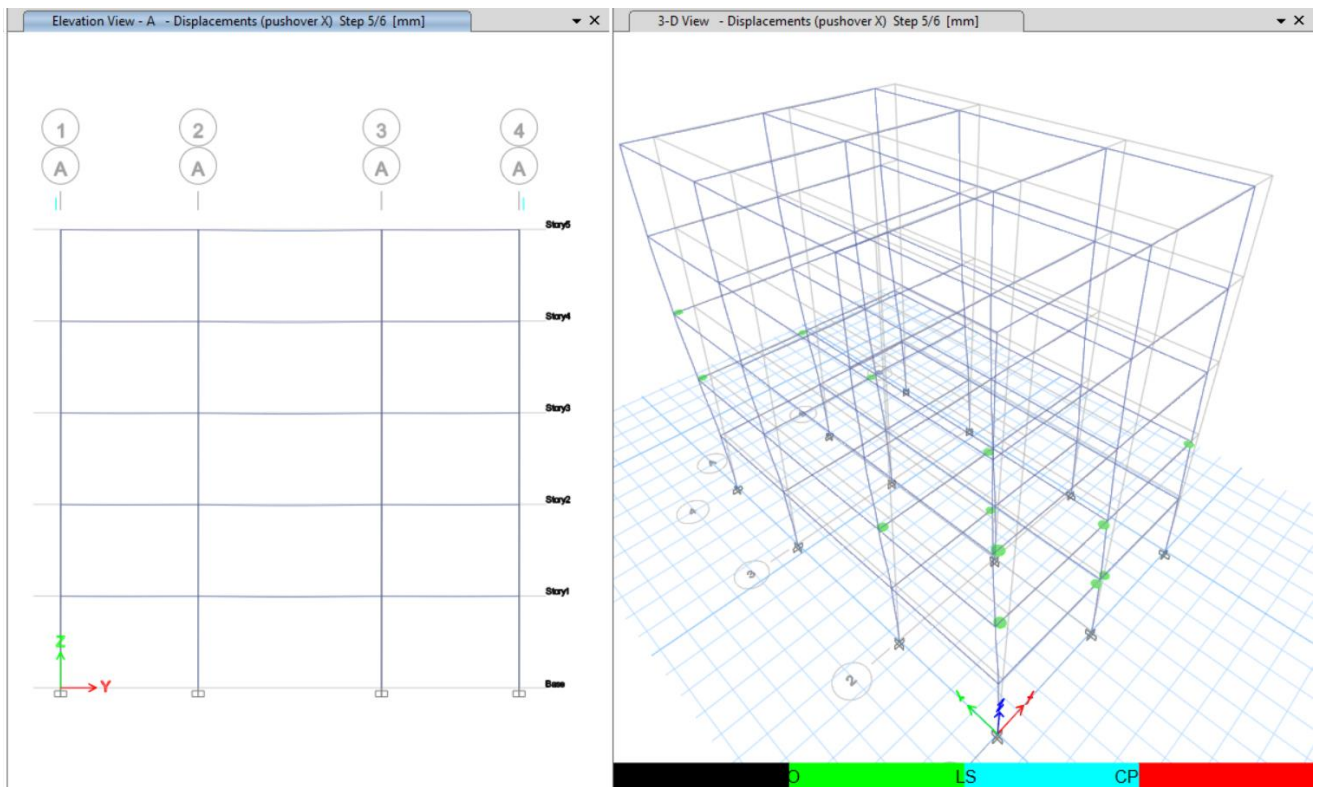 Elevation View - A - Displacements (pushover X) Step 5/6 [mm]
3-D View - Displacements (pushover X) Step 5/6 [mm]
1 2 3 4
A A A A
Story5
Story4
Story3
Story2
Story1
Base
Z
Y
3
2
O LS CP